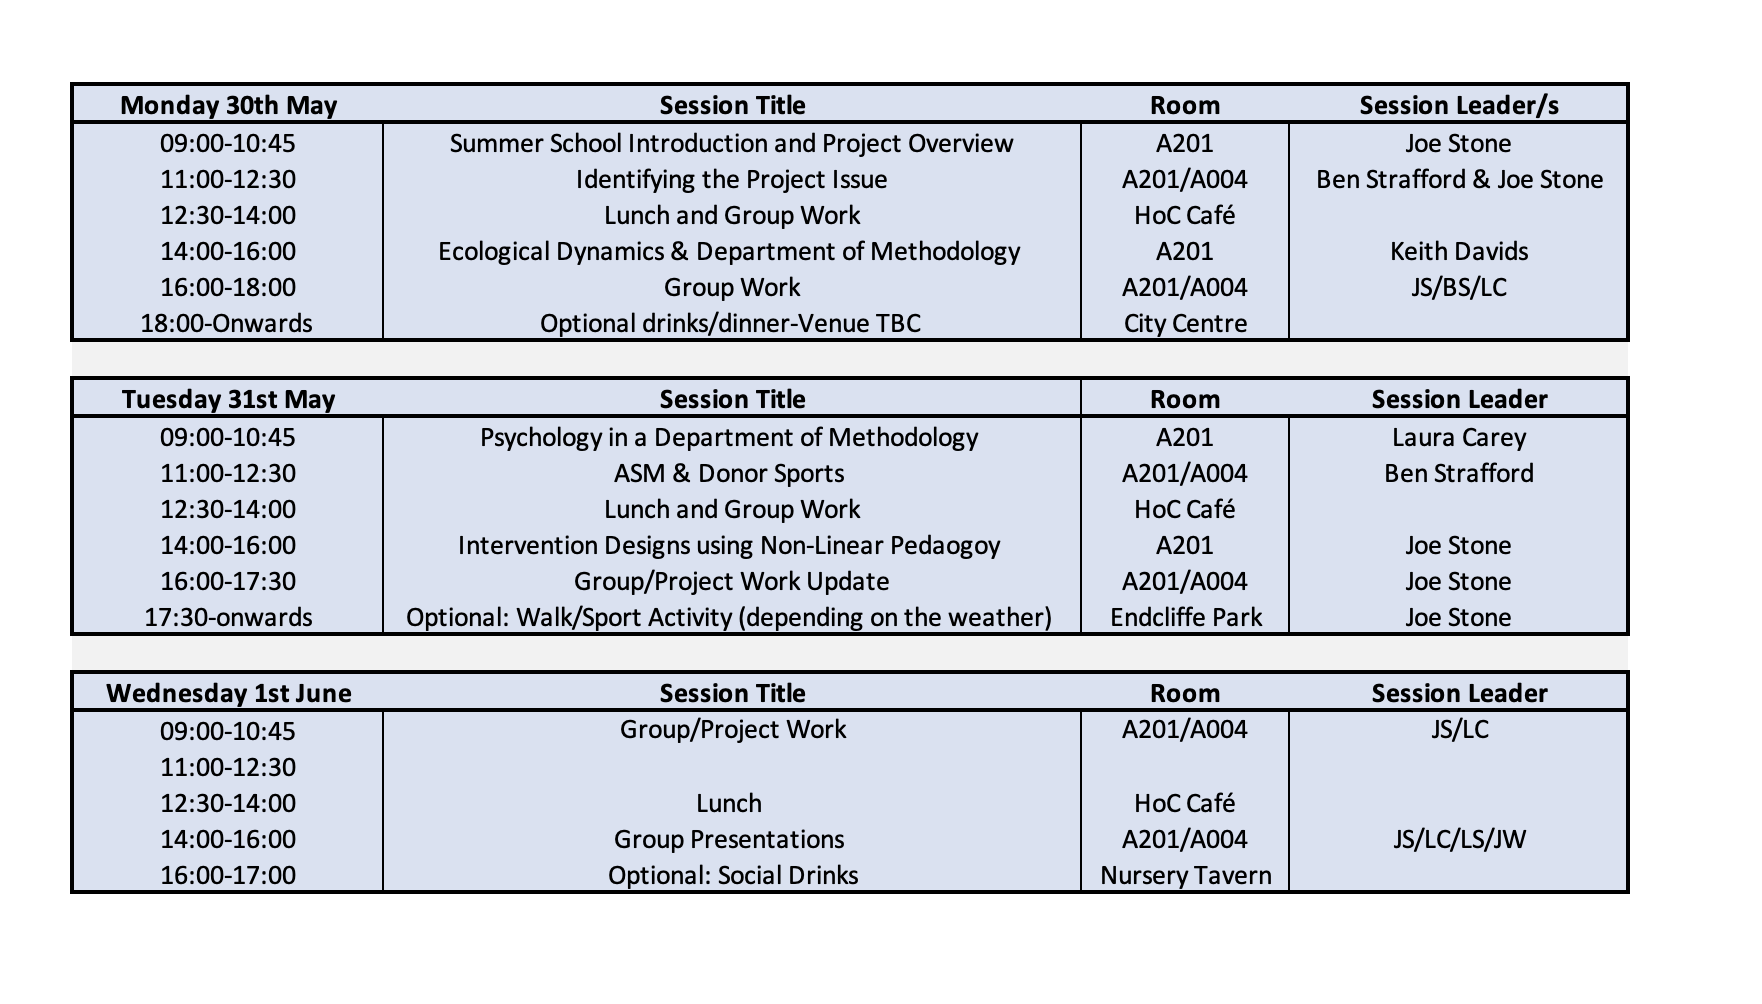 Monday 30th May Session Title Room Session Leader/s
09:00-10:45 Summer School Introduction and Project Overview A201 Joe Stone
11:00-12:30 Identifying the Project Issue A201/A004 Ben Strafford & Joe Stone
12:30-14:00 Lunch and Group Work HoC Café
14:00-16:00 Ecological Dynamics & Department of Methodology A201 Keith Davids
16:00-18:00 Group Work A201/A004 JS/BS/LC
18:00-Onwards Optional drinks/dinner-Venue TBC City Centre
Tuesday 31st May Session Title Room Session Leader
09:00-10:45 Psychology in a Department of Methodology A201 Laura Carey
11:00-12:30 ASM & Donor Sports A201/A004 Ben Strafford
12:30-14:00 Lunch and Group Work HoC Café
14:00-16:00 Intervention Designs using Non-Linear Pedaogoy A201 Joe Stone
16:00-17:30 Group/Project Work Update A201/A004 Joe Stone
17:30-onwards Optional: Walk/Sport Activity (depending on the weather) Endcliffe Park Joe Stone
Wednesday 1st June Session Title Room Session Leader
09:00-10:45 Group/Project Work A201/A004 JS/LC
11:00-12:30
12:30-14:00 Lunch HoC Café
14:00-16:00 Group Presentations A201/A004 JS/LC/LS/JW
16:00-17:00 Optional: Social Drinks Nursery Tavern